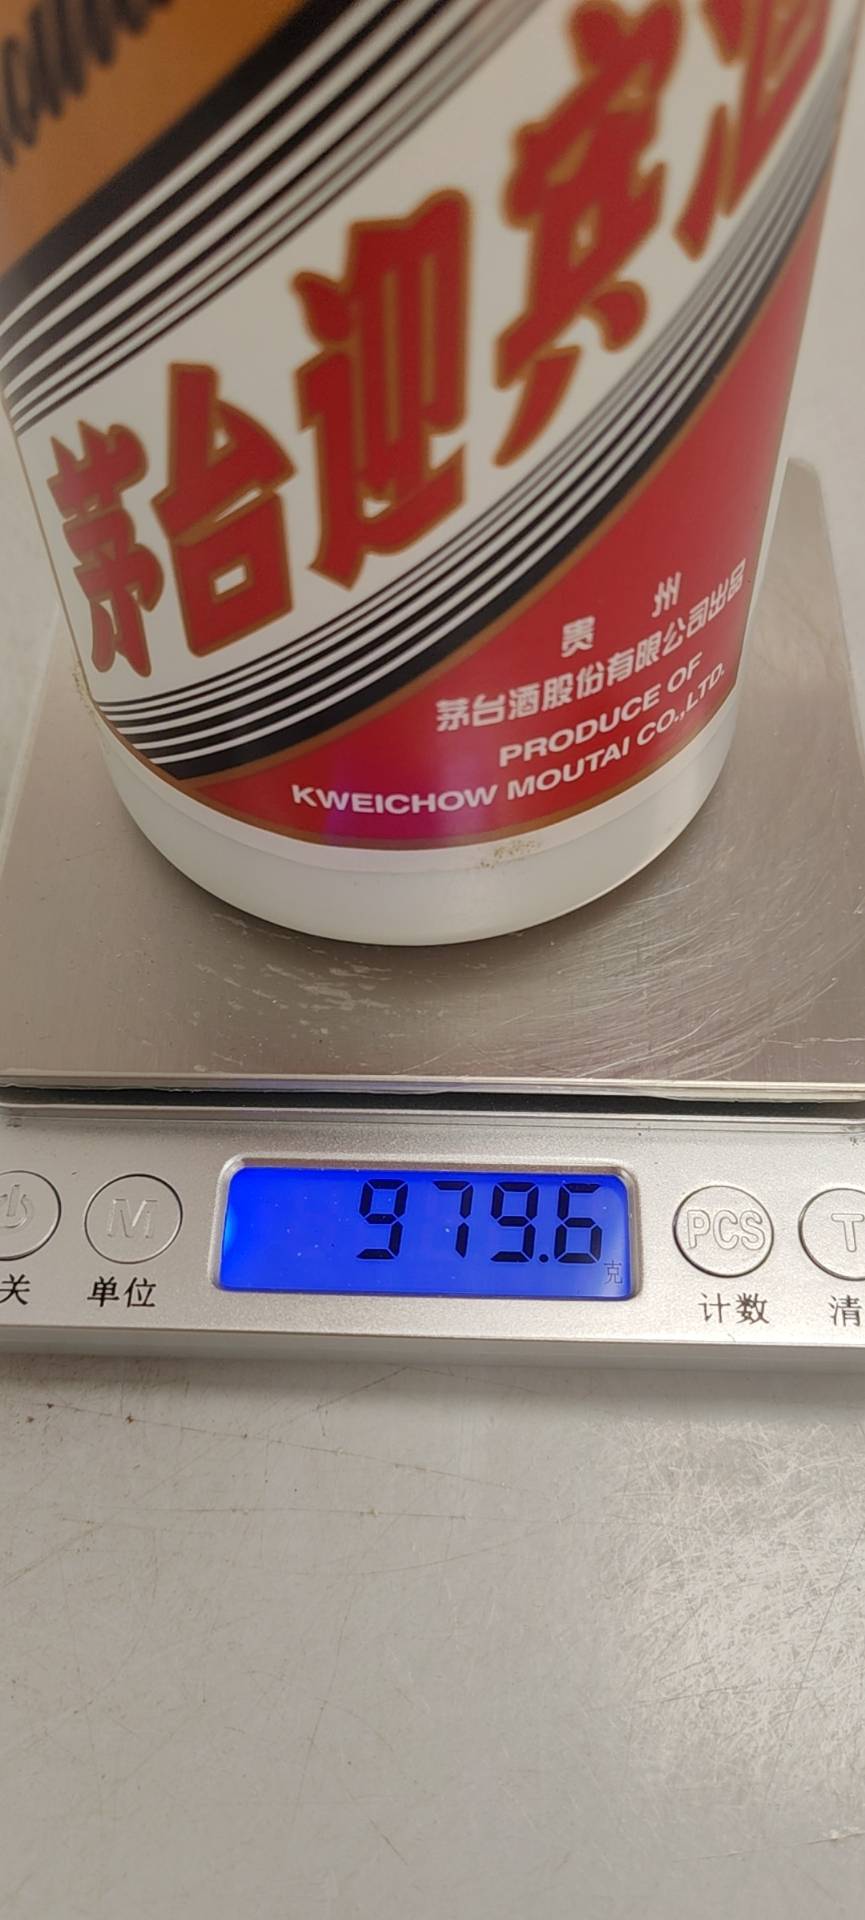 茅台迎宾酒
贵州
茅台酒股份有限公司出品
PRODUCE OF
KWEICHOW MOUTAI CO.,LTD.
979.6
克
M
PCS
T
关
单位
计数
清